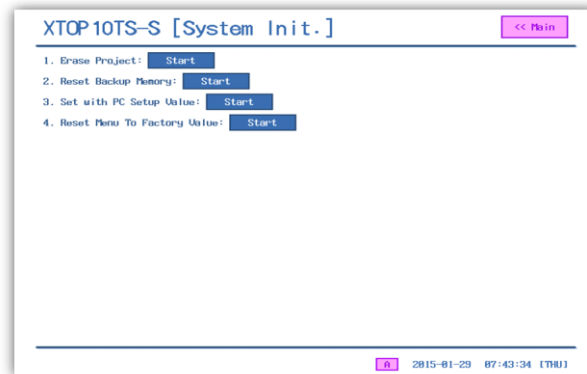 XTOP10TS-S [System Init.]
<< Main
1. Erase Project: Start
2. Reset Backup Memory: Start
3. Set with PC Setup Value: Start
4. Reset Menu To Factory Value: Start
A 2015-01-29 07:43:34 [THU]